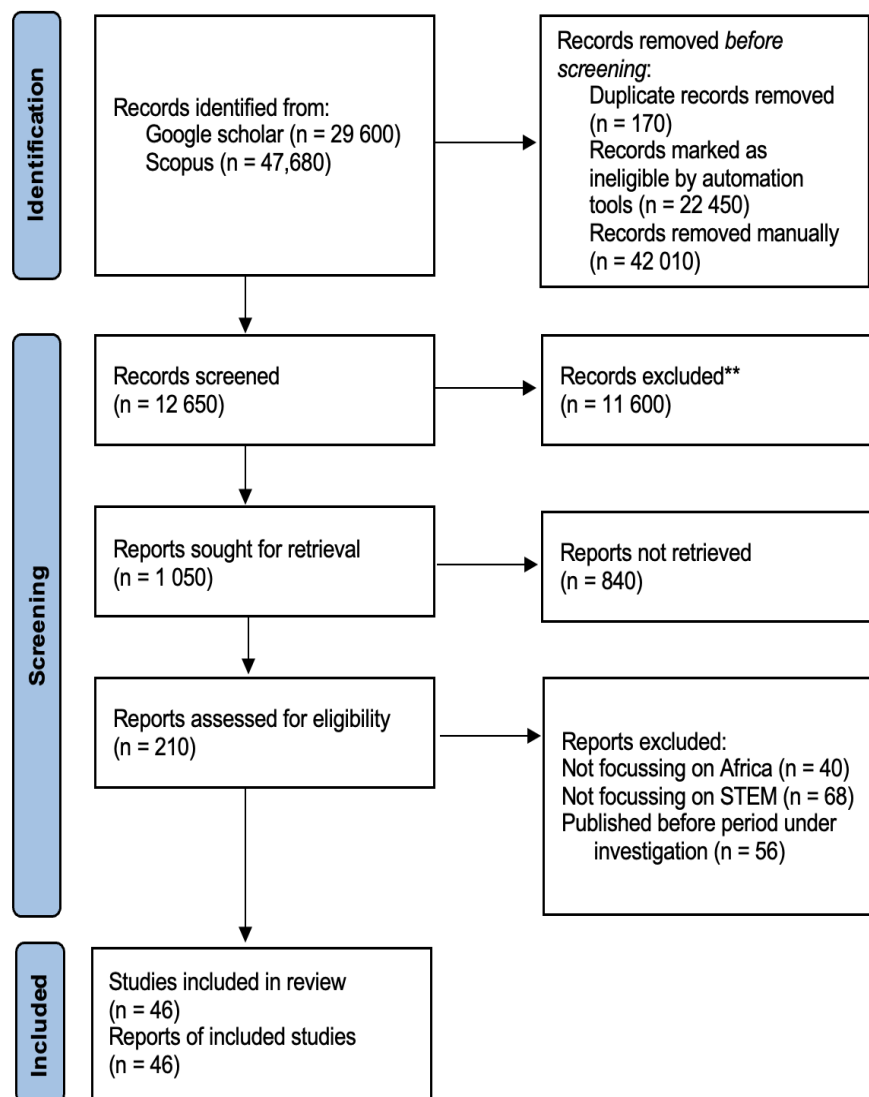 Identification
Records identified from:
Google scholar (n = 29 600)
Scopus (n = 47,680)
Records removed before
screening:
Duplicate records removed
(n = 170)
Records marked as
ineligible by automation
tools (n = 22 450)
Records removed manually
(n = 42 010)
Screening
Records screened
(n = 12 650)
Records excluded**
(n = 11 600)
Reports sought for retrieval
(n = 1 050)
Reports not retrieved
(n = 840)
Reports assessed for eligibility
(n = 210)
Reports excluded:
Not focussing on Africa (n = 40)
Not focussing on STEM (n = 68)
Published before period under
investigation (n = 56)
Included
Studies included in review
(n = 46)
Reports of included studies
(n = 46)